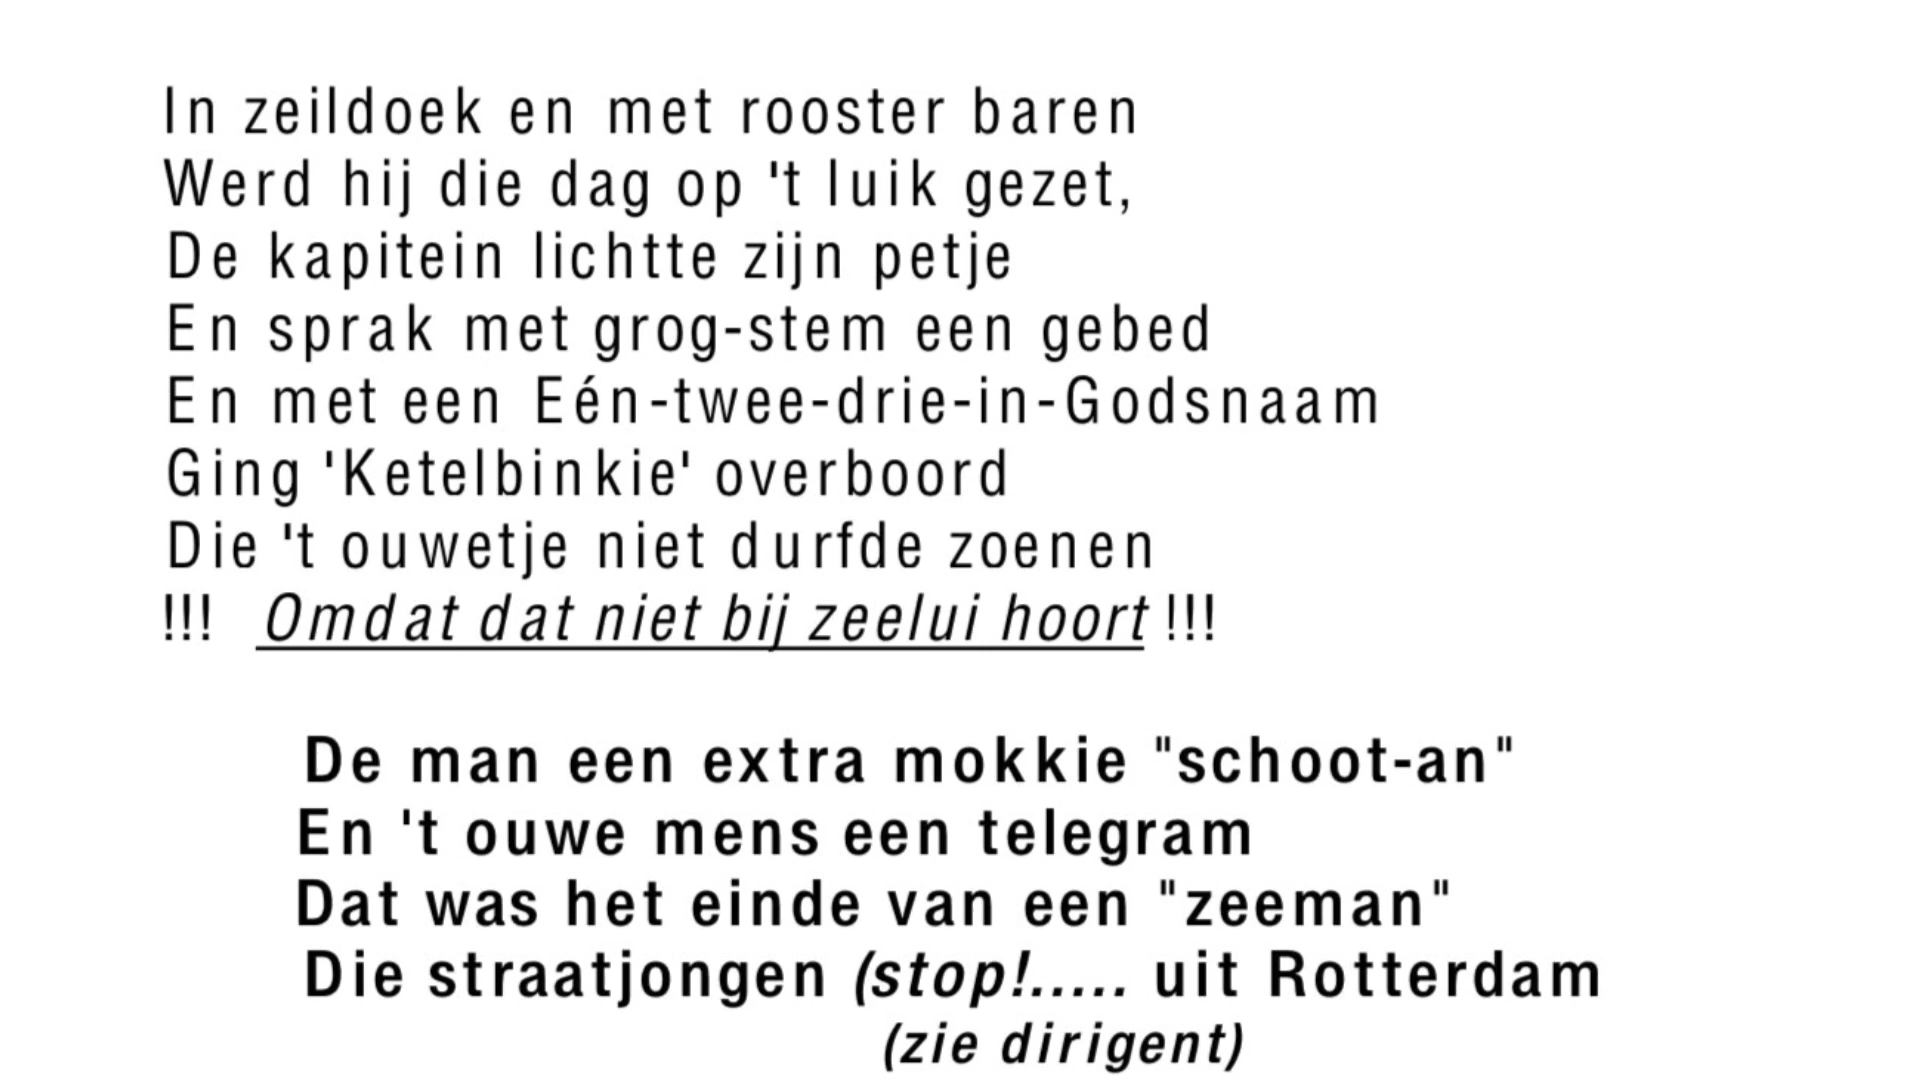 In zeildoek en met rooster baren
Werd hij die dag op 't luik gezet,
De kapitein lichtte zijn petje
En sprak met grog-stem een gebed
En met een Eén-twee-drie-in-Godsnaam
Ging 'Ketelbinkie' overboord
Die 't ouwetje niet durfde zoenen
!!! Omdat dat niet bij zeelui hoort !!!
De man een extra mokkie "schoot-an"
En 't ouwe mens een telegram
Dat was het einde van een "zeeman"
Die straatjongen (stop!..... uit Rotterdam
(zie dirigent)